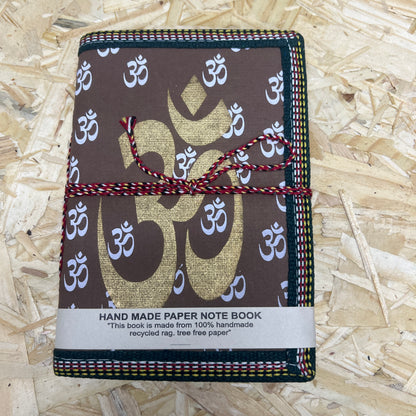 ॐ
HAND MADE PAPER NOTE BOOK
"This book is made from 100% handmade
recycled rag. tree free paper"